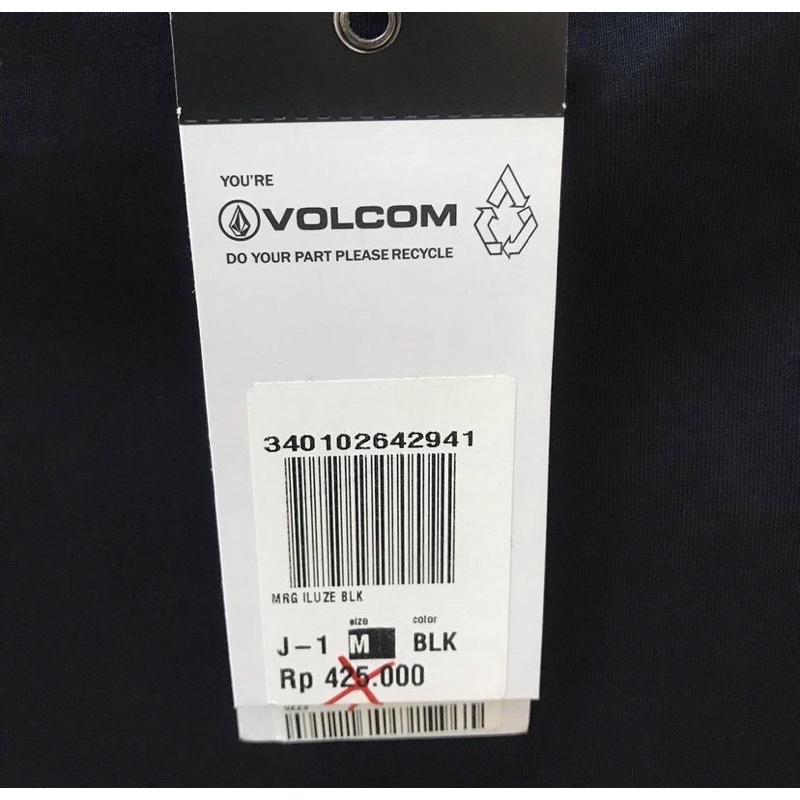 YOU'RE
VOLCOM
DO YOUR PART PLEASE RECYCLE
340102642941
MRG ILUZE BLK
size color
J-1 M BLK
Rp 425.000